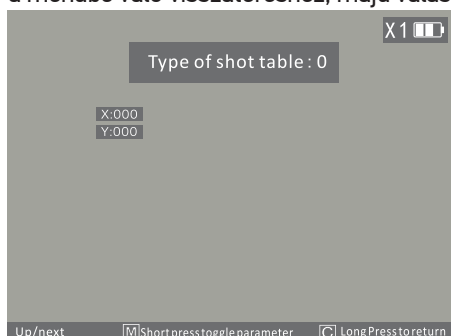 X1
Type of shot table: 0
X:000
Y:000
Up/next M Short press toggle parameter C Long Press to return